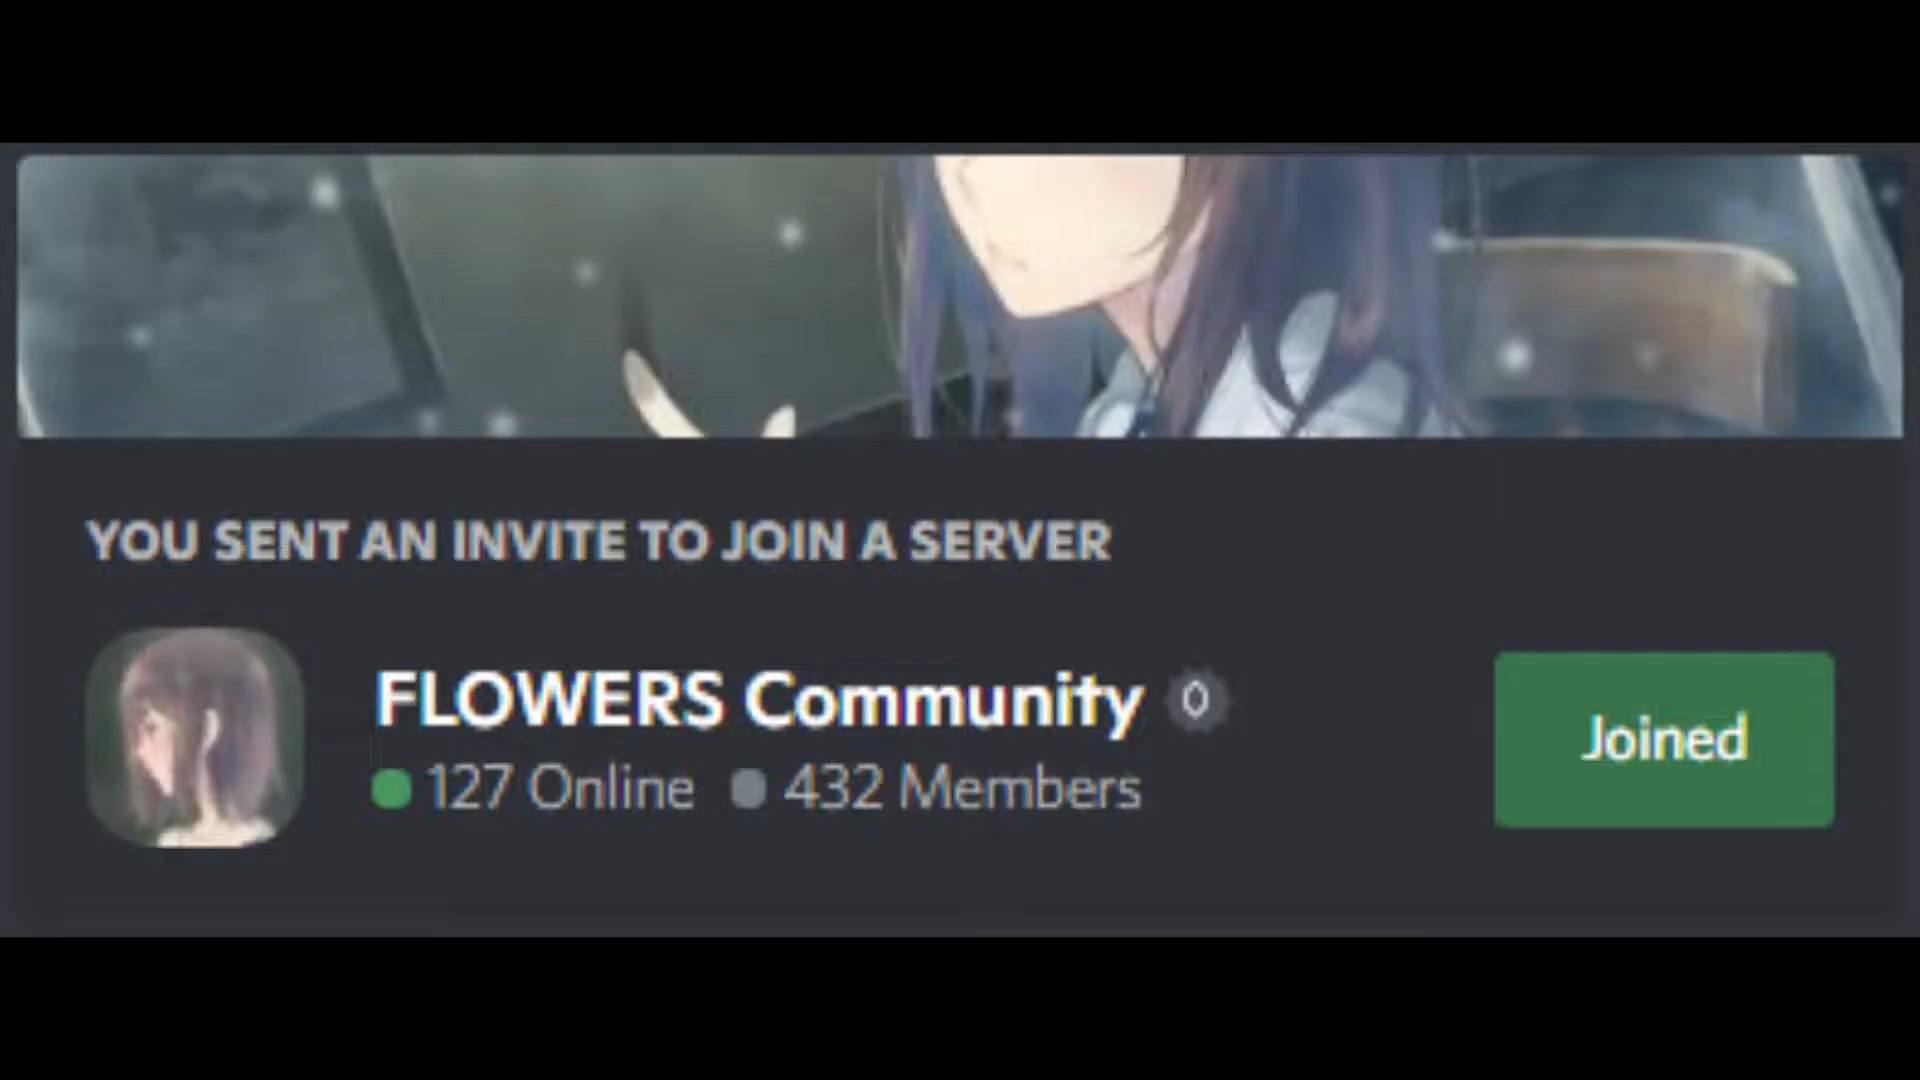 YOU SENT AN INVITE TO JOIN A SERVER
FLOWERS Community
127 Online 432 Members
Joined